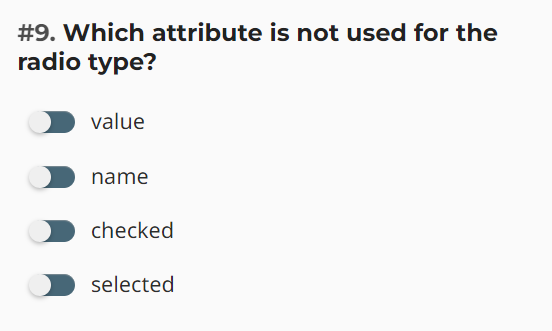 #9. Which attribute is not used for the
radio type?
value
name
checked
selected